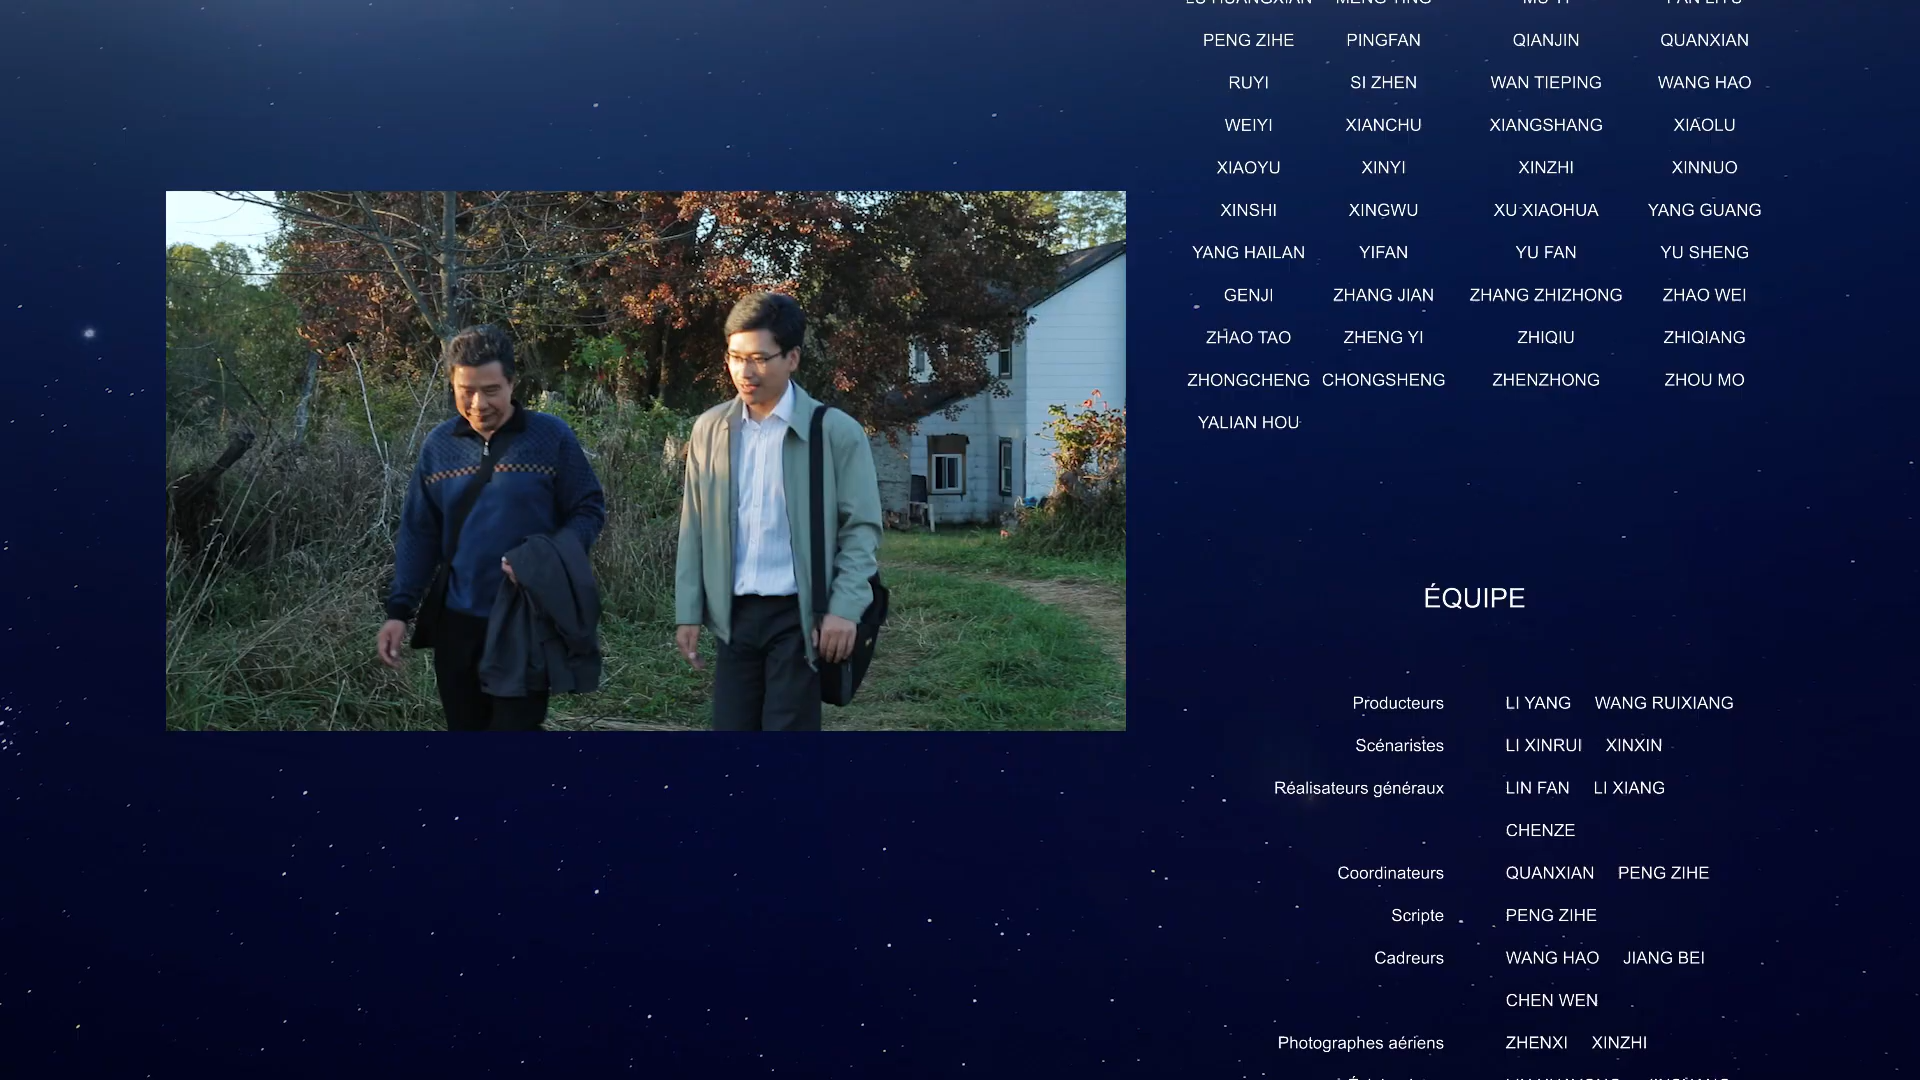 PENG ZIHE PINGFAN QIANJIN QUANXIAN
RUYI SI ZHEN WAN TIEPING WANG HAO
WEIYI XIANCHU XIANGSHANG XIAOLU
XIAOYU XINYI XINZHI XINNUO
XINSHI XINGWU XU XIAOHUA YANG GUANG
YANG HAILAN YIFAN YU FAN YU SHENG
GENJI ZHANG JIAN ZHANG ZHIZHONG ZHAO WEI
ZHAO TAO ZHENG YI ZHIQIU ZHIQIANG
ZHONGCHENG CHONGSHENG ZHENZHONG ZHOU MO
YALIAN HOU
ÉQUIPE
Producteurs LI YANG WANG RUIXIANG
Scénaristes LI XINRUI XINXIN
Réalisateurs généraux LIN FAN LI XIANG
CHENZE
Coordinateurs QUANXIAN PENG ZIHE
Scripte PENG ZIHE
Cadreurs WANG HAO JIANG BEI
CHEN WEN
Photographes aériens ZHENXI XINZHI